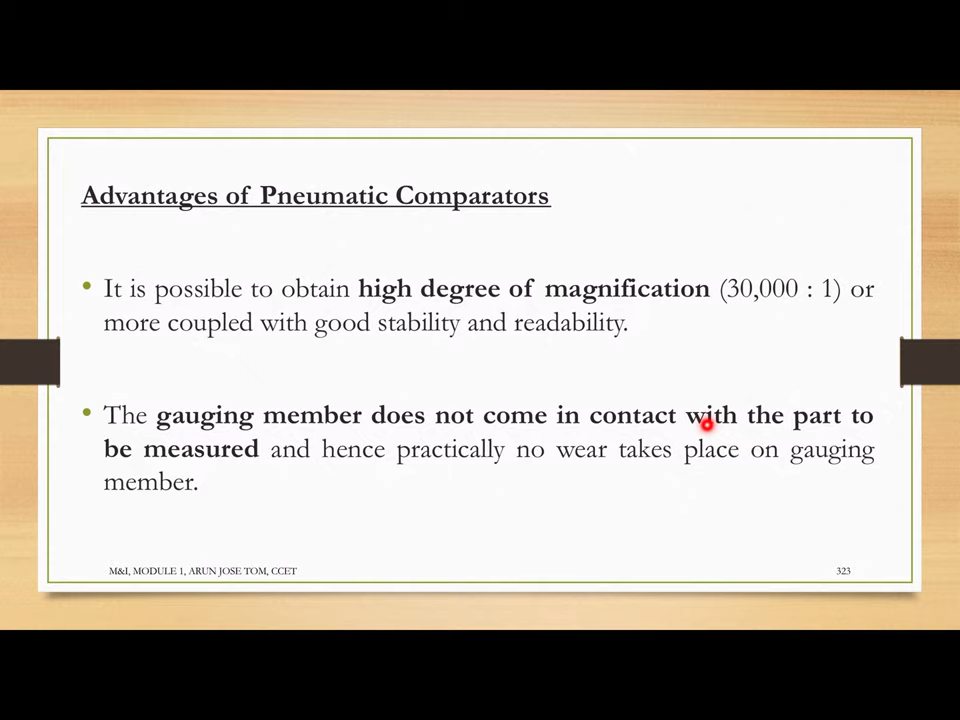 Advantages of Pneumatic Comparators
• It is possible to obtain high degree of magnification (30,000 : 1) or
more coupled with good stability and readability.
• The gauging member does not come in contact with the part to
be measured and hence practically no wear takes place on gauging
member.
M&I, MODULE 1, ARUN JOSE TOM, CCET
323